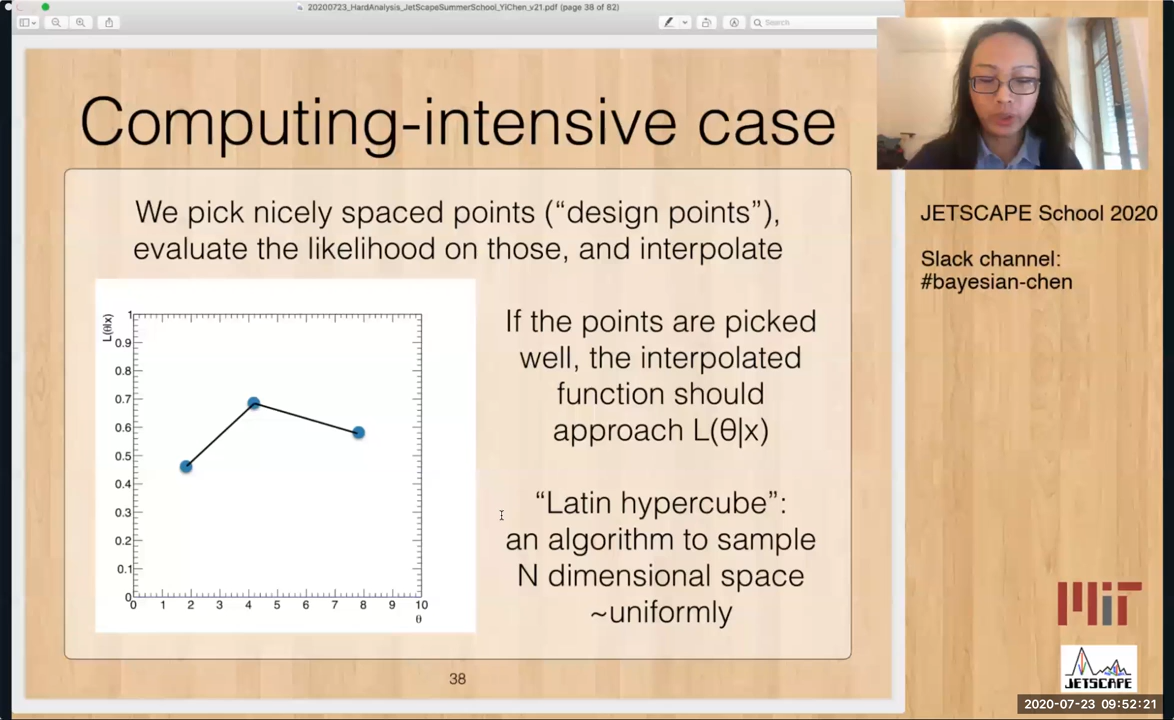 20200723_HardAnalysis_JetScapeSummerSchool_YiChen_v21.pdf (page 38 of 82)
Search
Computing-intensive case
We pick nicely spaced points (“design points”),
evaluate the likelihood on those, and interpolate
L(θ|x)
1
0.9
0.8
0.7
0.6
0.5
0.4
0.3
0.2
0.1
0
0 1 2 3 4 5 6 7 8 9 10
θ
If the points are picked
well, the interpolated
function should
approach L(θ|x)
“Latin hypercube”:
an algorithm to sample
N dimensional space
~uniformly
38
JETSCAPE School 2020
Slack channel:
#bayesian-chen
MIT
JETSCAPE
2020-07-23 09:52:21